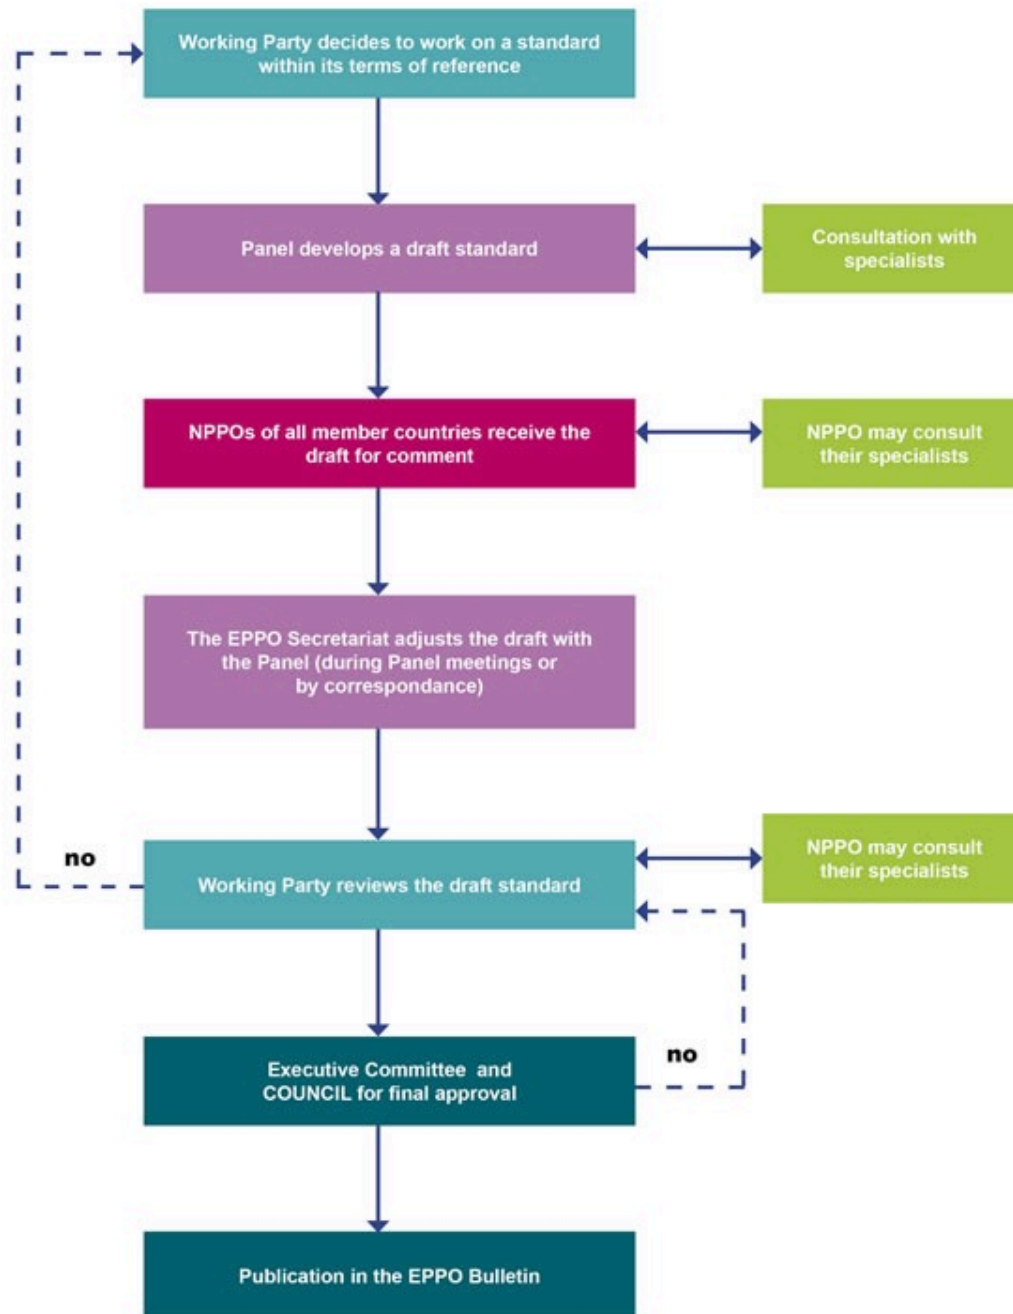 Working Party decides to work on a standard
within its terms of reference
Panel develops a draft standard
Consultation with
specialists
NPPOs of all member countries receive the
draft for comment
NPPO may consult
their specialists
The EPPO Secretariat adjusts the draft with
the Panel (during Panel meetings or
by correspondance)
no
Working Party reviews the draft standard
NPPO may consult
their specialists
Executive Committee and
COUNCIL for final approval
no
Publication in the EPPO Bulletin